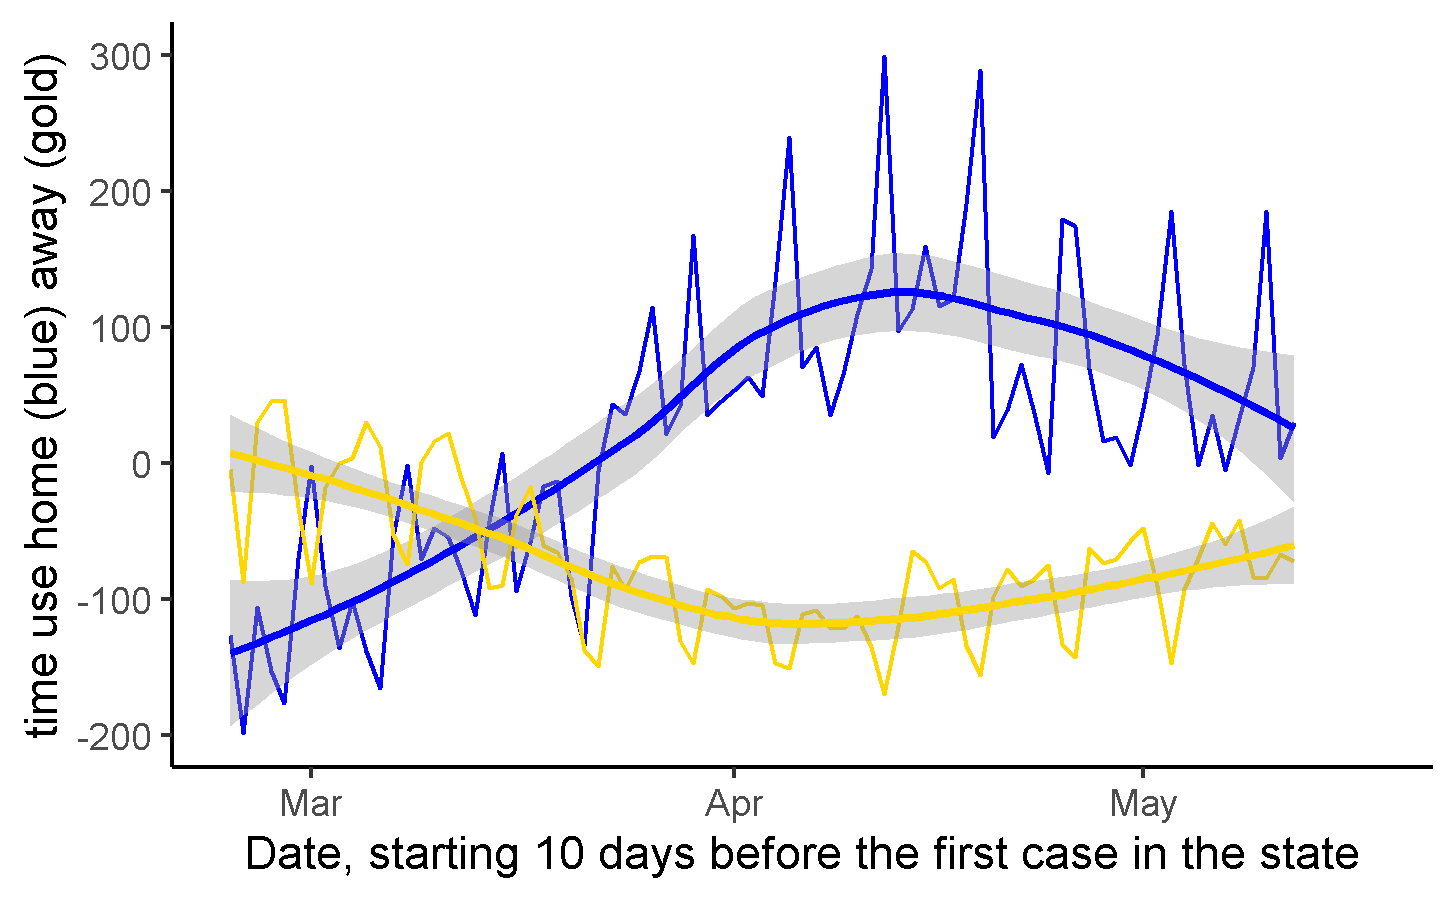 time use home (blue) away (gold)
300
200
100
0
-100
-200
Mar Apr May
Date, starting 10 days before the first case in the state